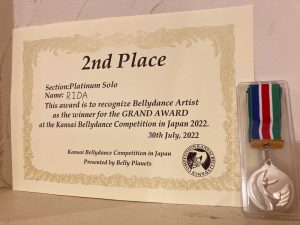 2nd Place
Section:Platinum Solo
Name: RIDA
This award is to recognize Bellydance Artist
as the winner for the GRAND AWARD
at the Kansai Bellydance Competition in Japan 2022.
30th July, 2022
Kansai Bellydance Competition in Japan
Presented by Belly Planets